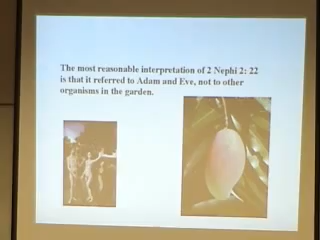 The most reasonable interpretation of 2 Nephi 2: 22
is that it referred to Adam and Eve, not to other
organisms in the garden.